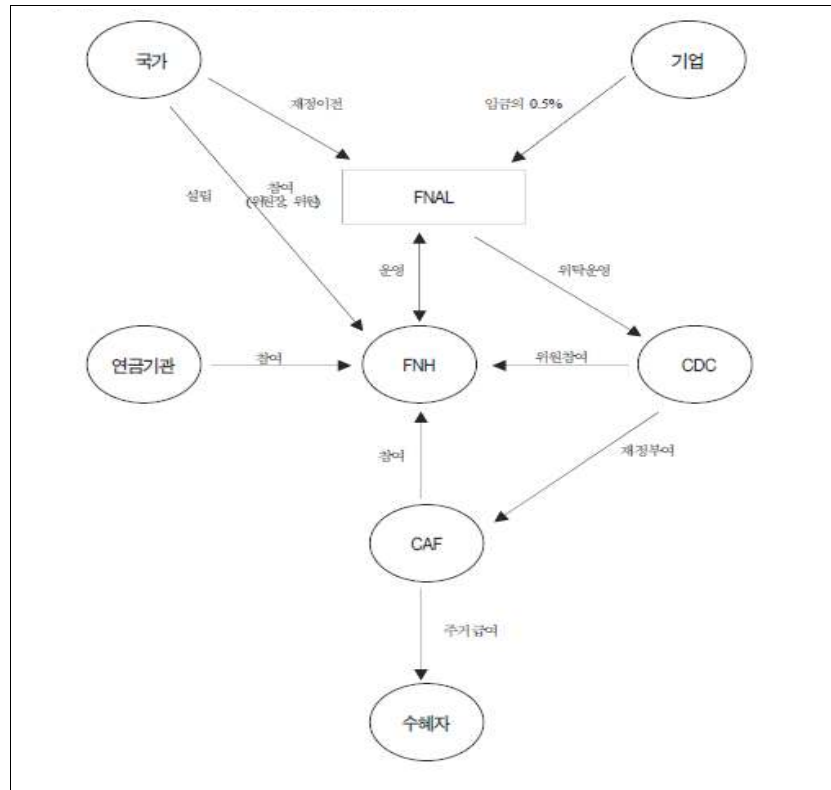 국가
기업
재정이전
임금의 0.5%
설립
참여
(위원장, 위원)
FNAL
운영
위탁운영
연금기관
참여
FNH
위원참여
CDC
참여
재정부여
CAF
주거급여
수혜자